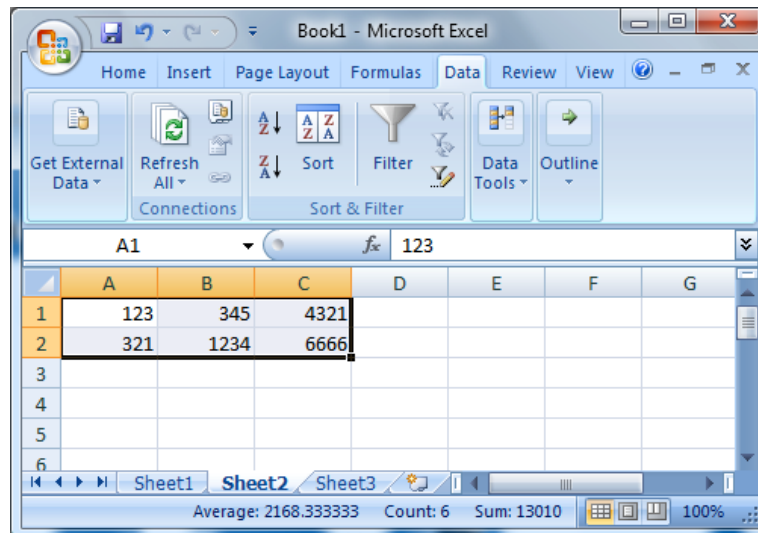 Book1 - Microsoft Excel
Home Insert Page Layout Formulas Data Review View
Get External Data
Refresh All
Connections
A Z
Z A
A Z Z A
Sort
Filter
Sort & Filter
Data Tools
Outline
A1 fx 123
A B C D E F G
1 123 345 4321
2 321 1234 6666
3
4
5
6
Sheet1 Sheet2 Sheet3
Average: 2168.333333 Count: 6 Sum: 13010 100%